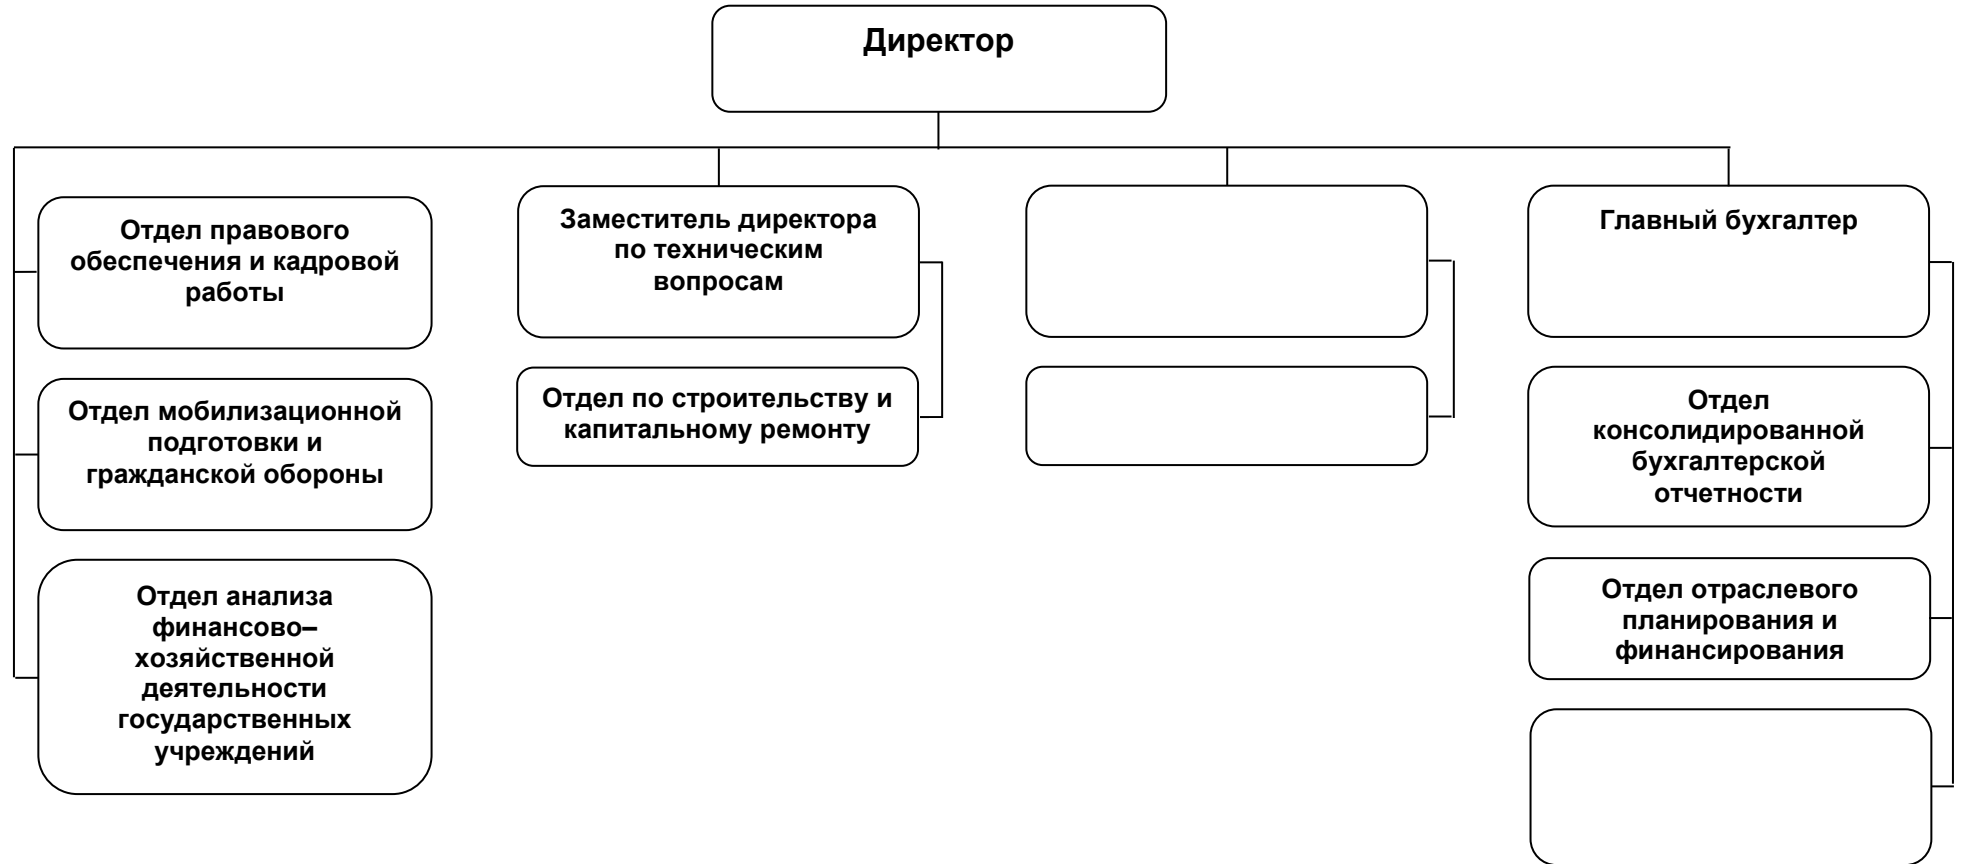 Директор
Отдел правового
обеспечения и кадровой
работы
Отдел мобилизационной
подготовки и
гражданской обороны
Отдел анализа
финансово–
хозяйственной
деятельности
государственных
учреждений
Заместитель директора
по техническим
вопросам
Отдел по строительству и
капитальному ремонту
Главный бухгалтер
Отдел
консолидированной
бухгалтерской
отчетности
Отдел отраслевого
планирования и
финансирования